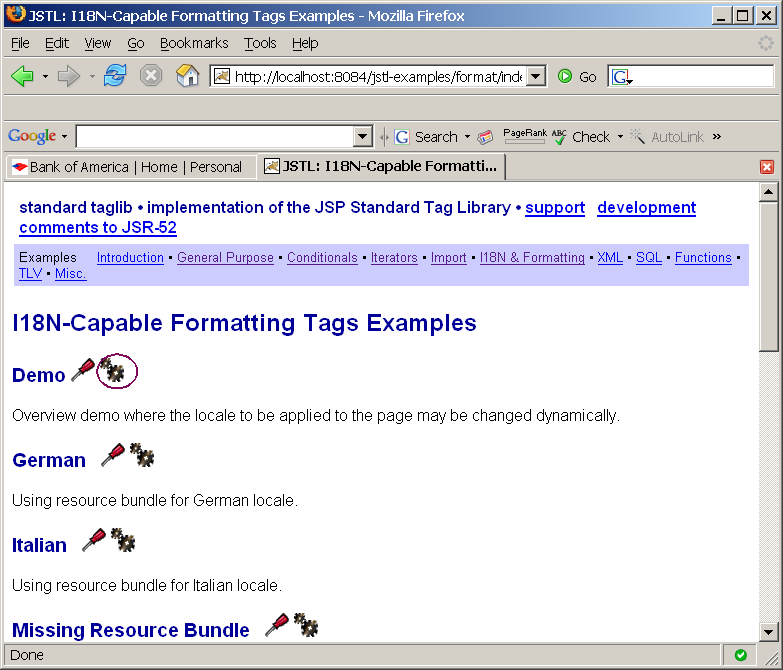 JSTL: I18N-Capable Formatting Tags Examples - Mozilla Firefox
File Edit View Go Bookmarks Tools Help
http://localhost:8084/jstl-examples/format/inde Go G
Google G Search PageRank ABC Check AutoLink »
Bank of America | Home | Personal JSTL: I18N-Capable Formatti...
standard taglib • implementation of the JSP Standard Tag Library • support development
comments to JSR-52
Examples Introduction • General Purpose • Conditionals • Iterators • Import • I18N & Formatting • XML • SQL • Functions •
TLV • Misc.
I18N-Capable Formatting Tags Examples
Demo
Overview demo where the locale to be applied to the page may be changed dynamically.
German
Using resource bundle for German locale.
Italian
Using resource bundle for Italian locale.
Missing Resource Bundle
Done